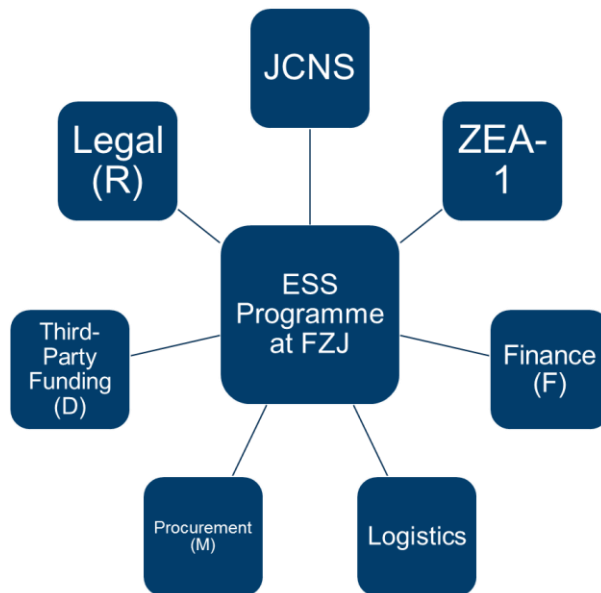 JCNS
Legal
(R)
ZEA-
1
ESS
Programme
at FZJ
Third-
Party
Funding
(D)
Finance
(F)
Procurement
(M)
Logistics